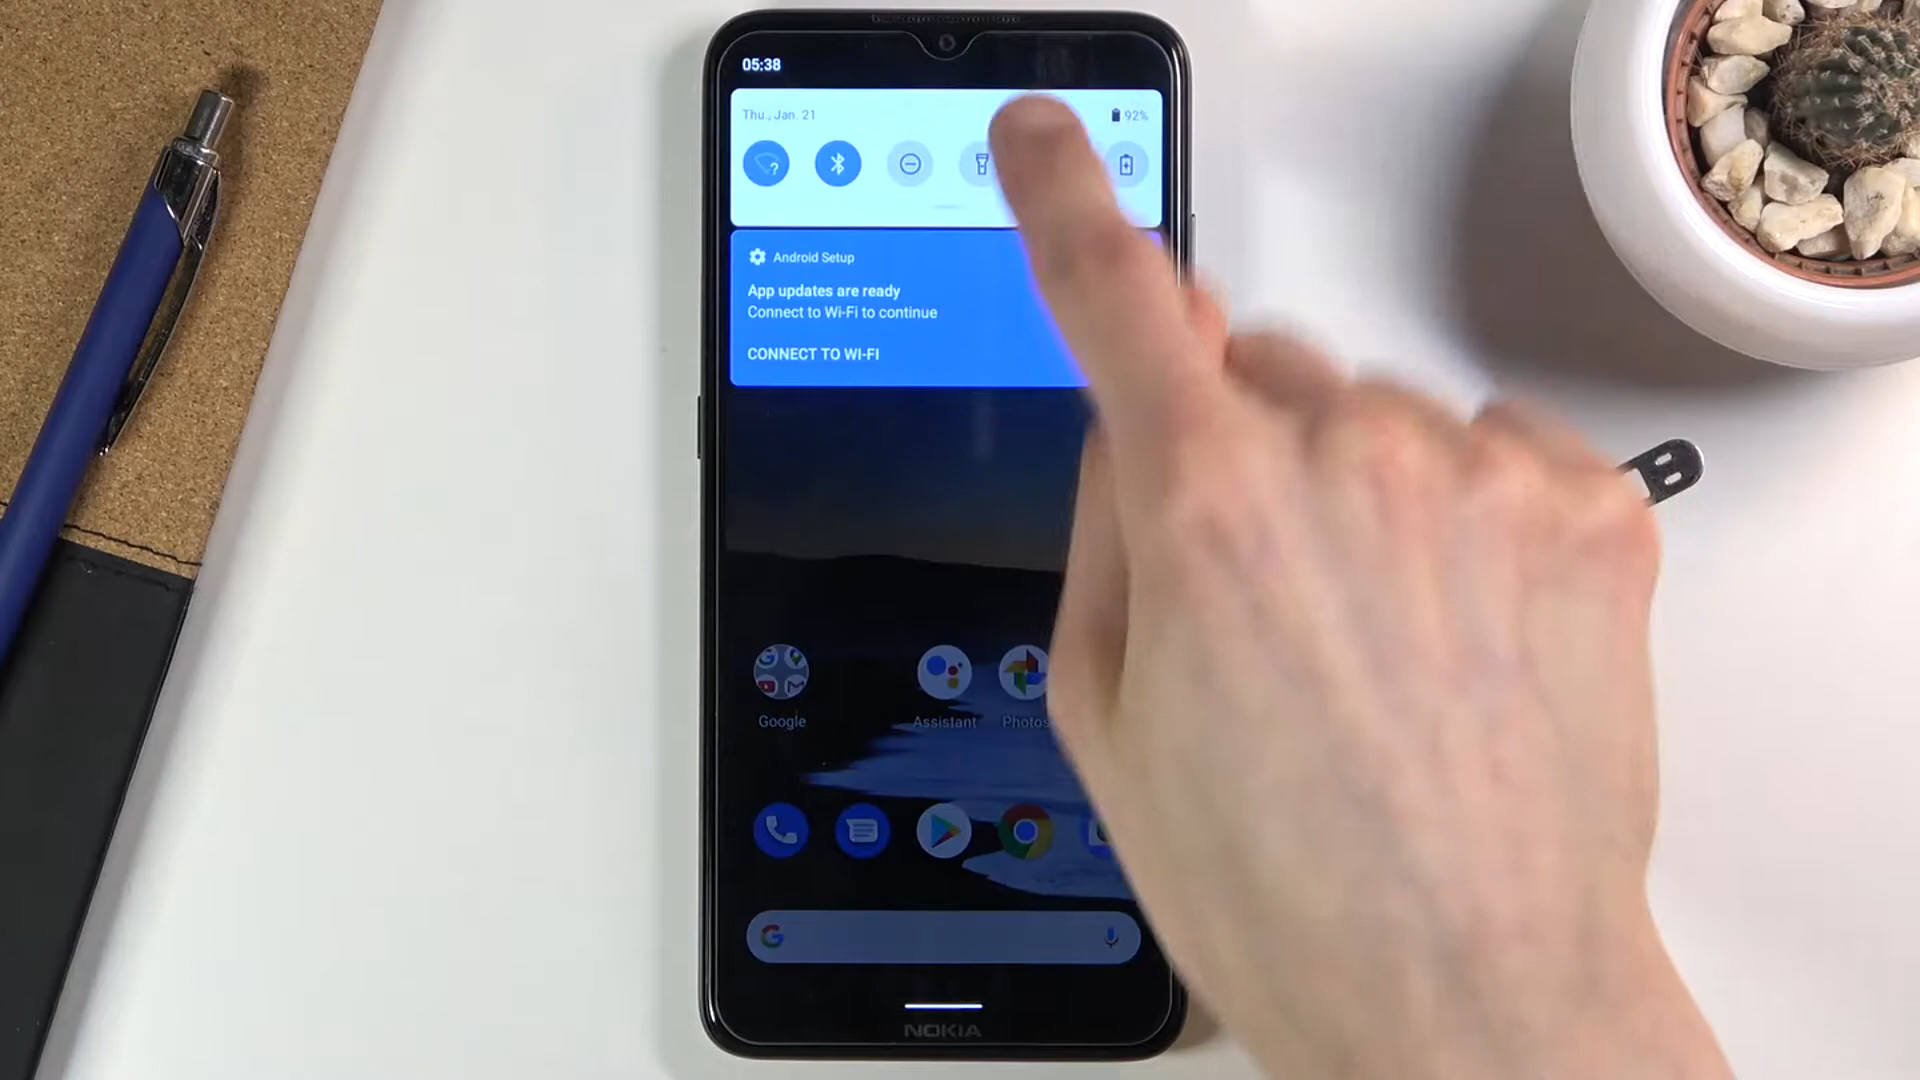 05:38
Thu., Jan. 21
92%
Android Setup
App updates are ready
Connect to Wi-Fi to continue
CONNECT TO WI-FI
Google
Assistant
Photos
NOKIA